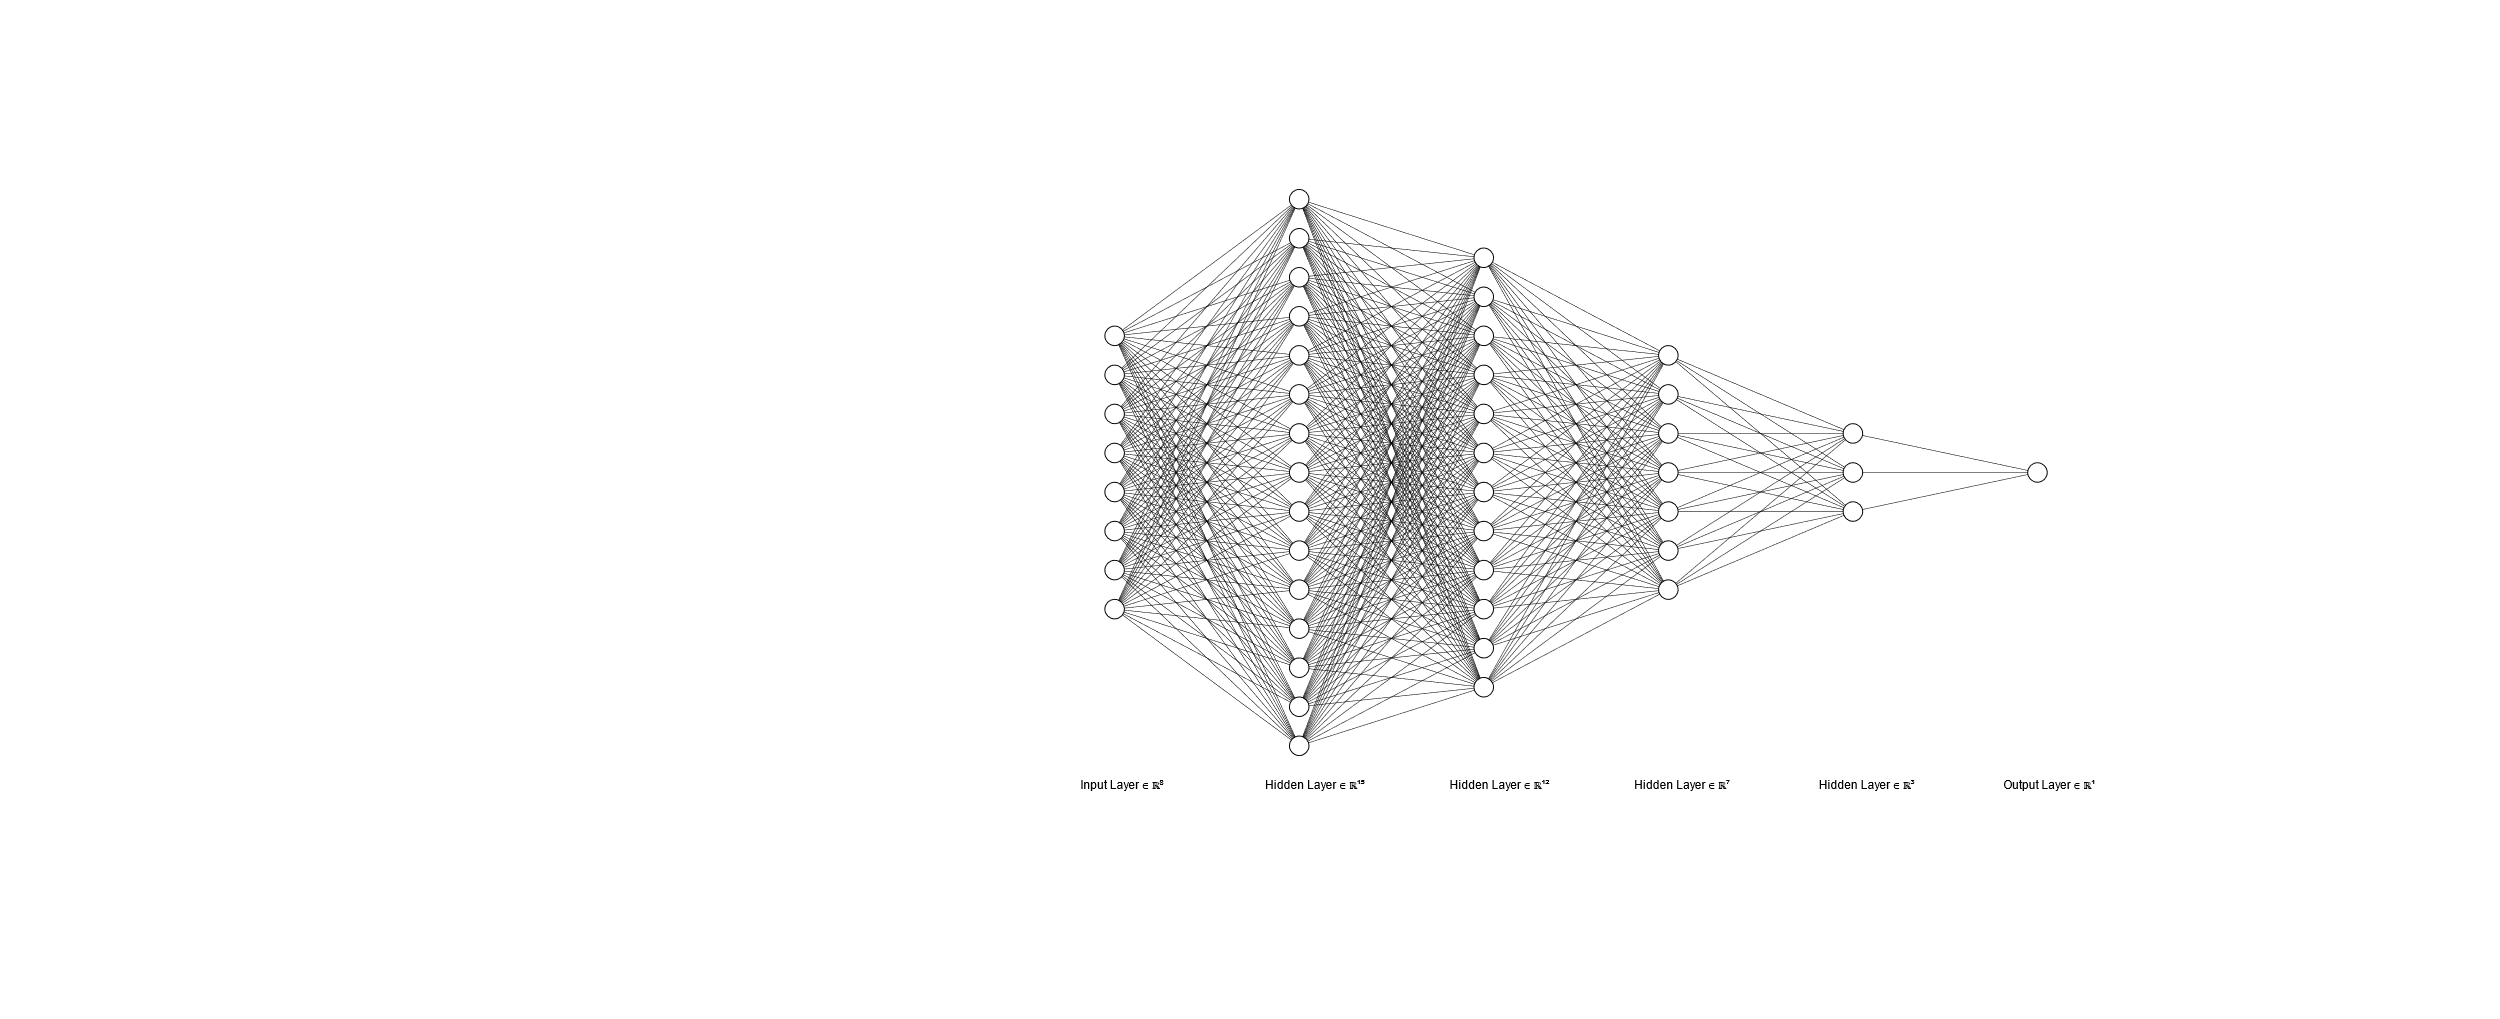 Input Layer ∈ ℝ⁸
Hidden Layer ∈ ℝ¹⁵
Hidden Layer ∈ ℝ¹²
Hidden Layer ∈ ℝ⁷
Hidden Layer ∈ ℝ³
Output Layer ∈ ℝ¹